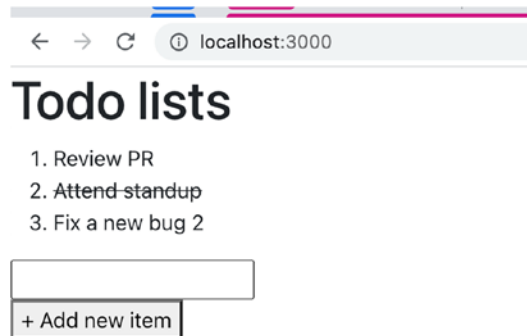 localhost:3000
Todo lists
1. Review PR
2. Attend standup
3. Fix a new bug 2
+ Add new item